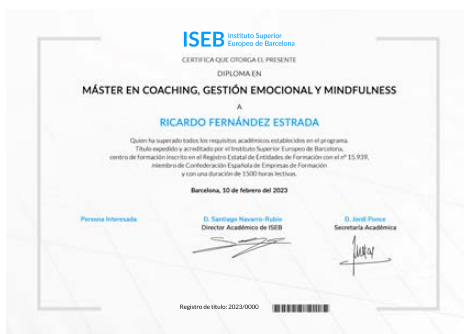 ISEB Instituto Superior
Europeo de Barcelona
CERTIFICA QUE OTORGA EL PRESENTE
DIPLOMA EN
MÁSTER EN COACHING, GESTIÓN EMOCIONAL Y MINDFULNESS
A
RICARDO FERNÁNDEZ ESTRADA
Quien ha superado todos los requisitos académicos establecidos en el programa.
Título expedido y acreditado por el Instituto Superior Europeo de Barcelona,
centro de formación inscrito en el Registro Estatal de Entidades de Formación con el nº 15.939,
miembro de Confederación Española de Empresas de Formación
y con una duración de 1500 horas lectivas.
Barcelona, 10 de febrero del 2023
Persona Interesada D. Santiago Navarro-Rubio D. Jordi Ponce
Director Académico de ISEB Secretaría Académica
Registro de título: 2023/0000